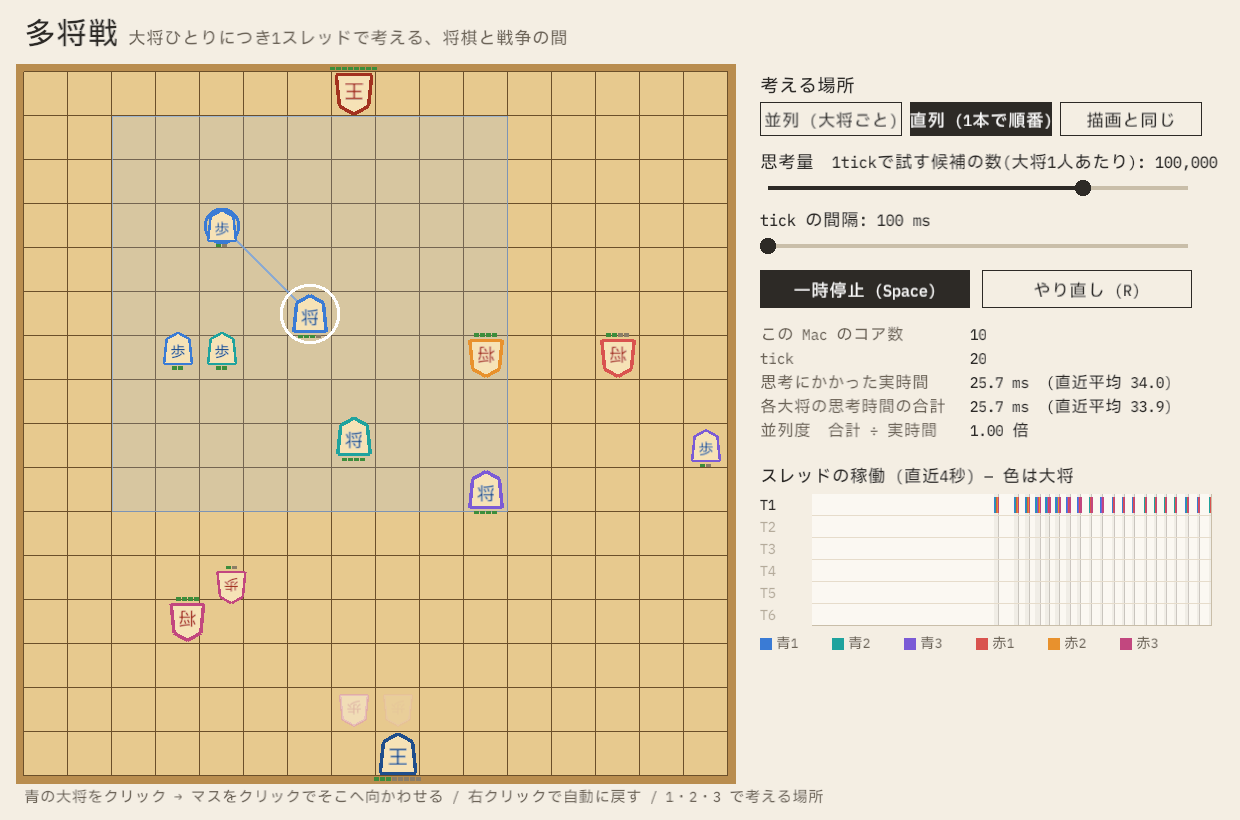 多将戦 大将ひとりにつき1スレッドで考える、将棋と戦争の間
王
歩
将
歩 歩
将 将
将
歩
将
歩
将
歩
王
考える場所
並列 (大将ごと) 直列 (1本で順番) 描画と同じ
思考量 1tickで試す候補の数(大将1人あたり): 100,000
tick の間隔: 100 ms
一時停止 (Space) やり直し (R)
この Mac のコア数 10
tick 20
思考にかかった実時間 25.7 ms (直近平均 34.0)
各大将の思考時間の合計 25.7 ms (直近平均 33.9)
並列度 合計 ÷ 実時間 1.00 倍
スレッドの稼働 (直近4秒) — 色は大将
T1
T2
T3
T4
T5
T6
青1 青2 青3 赤1 赤2 赤3
青の大将をクリック → マスをクリックでそこへ向かわせる / 右クリックで自動に戻す / 1・2・3 で考える場所